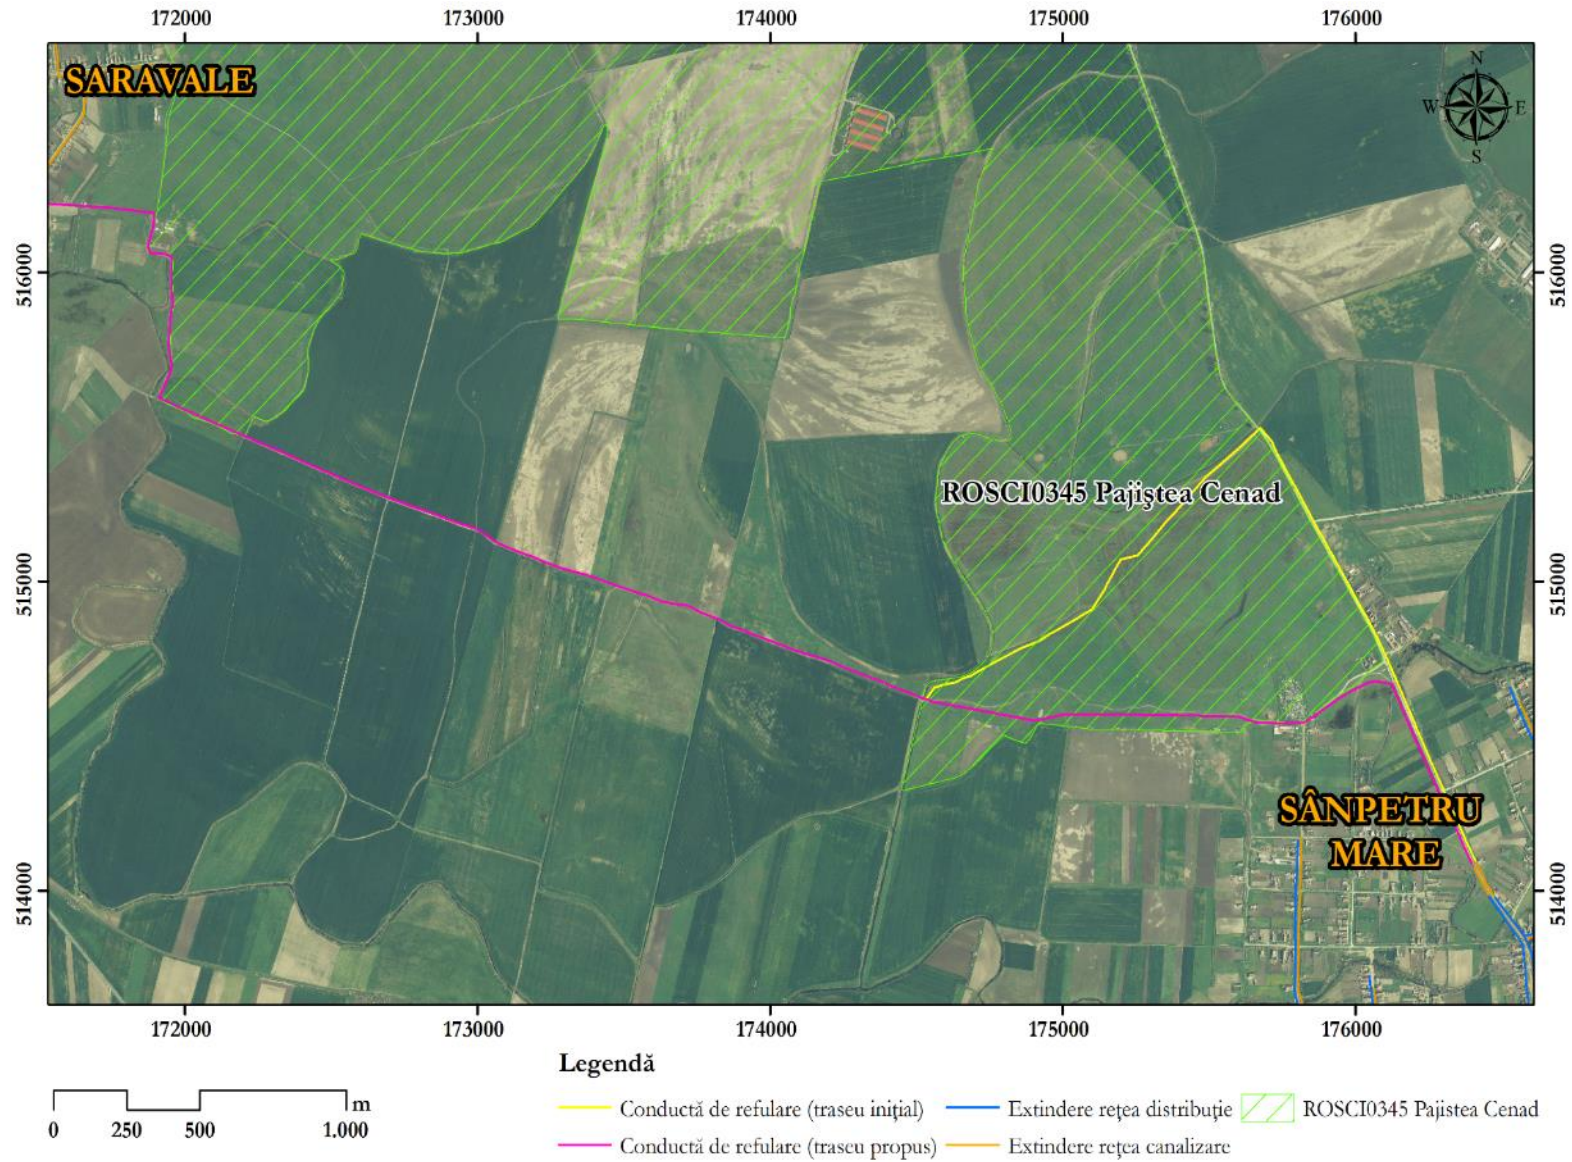 172000 173000 174000 175000 176000
SARAVALE
N
W E
S
516000 516000
ROSCI0345 Pajiştea Cenad
515000 515000
SÂNPETRU
MARE
514000 514000
172000 173000 174000 175000 176000
Legendă
m
0 250 500 1.000
Conductă de refulare (traseu iniţial)
Extindere reţea distribuţie
ROSCI0345 Pajistea Cenad
Conductă de refulare (traseu propus)
Extindere reţea canalizare